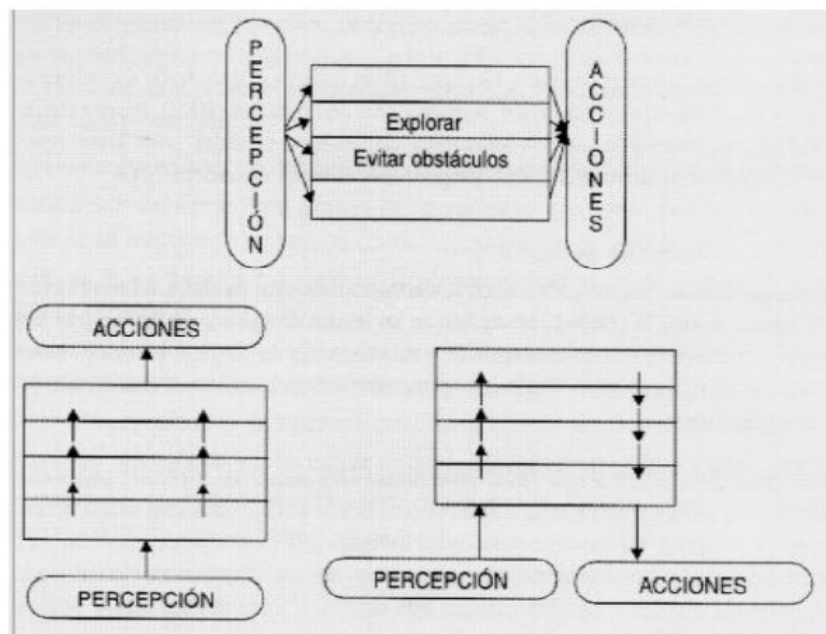 PERCEPCIÓN
Explorar
Evitar obstáculos
ACCIONES
ACCIONES
PERCEPCIÓN
PERCEPCIÓN
ACCIONES